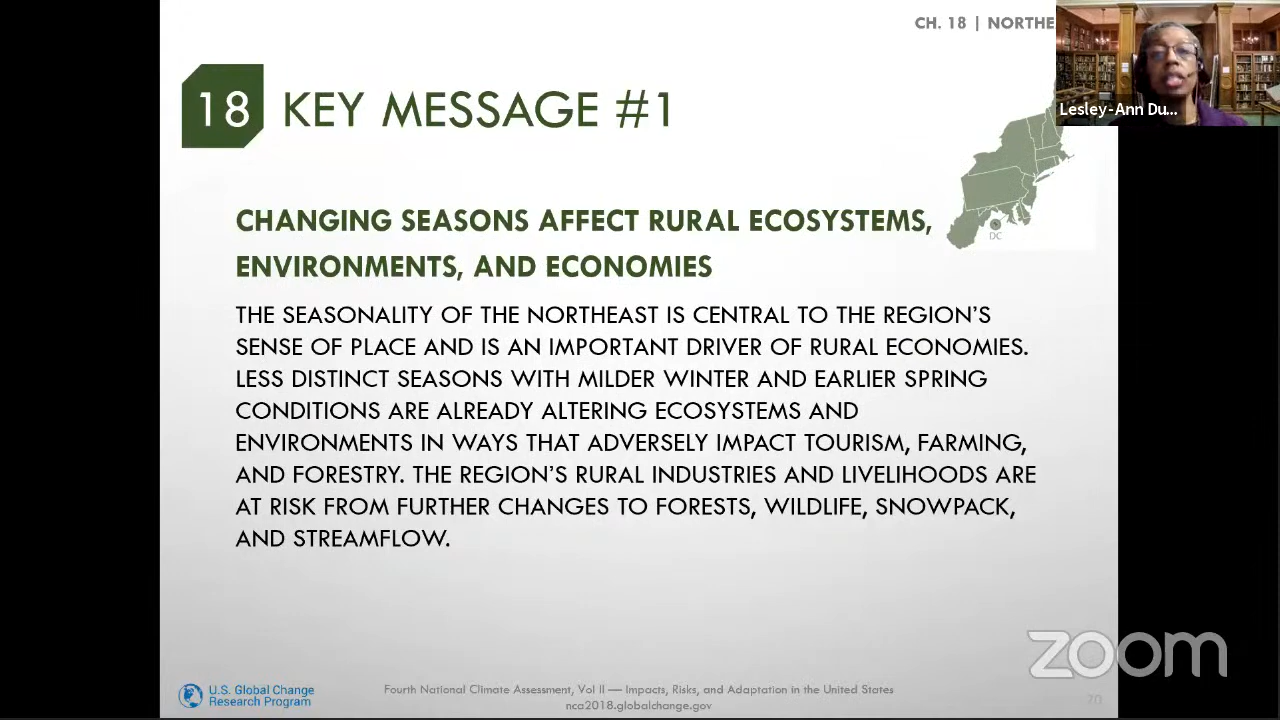 CH. 18 | NORTHE
Lesley-Ann Du...
18 KEY MESSAGE #1
DC
CHANGING SEASONS AFFECT RURAL ECOSYSTEMS,
ENVIRONMENTS, AND ECONOMIES
THE SEASONALITY OF THE NORTHEAST IS CENTRAL TO THE REGION'S
SENSE OF PLACE AND IS AN IMPORTANT DRIVER OF RURAL ECONOMIES.
LESS DISTINCT SEASONS WITH MILDER WINTER AND EARLIER SPRING
CONDITIONS ARE ALREADY ALTERING ECOSYSTEMS AND
ENVIRONMENTS IN WAYS THAT ADVERSELY IMPACT TOURISM, FARMING,
AND FORESTRY. THE REGION'S RURAL INDUSTRIES AND LIVELIHOODS ARE
AT RISK FROM FURTHER CHANGES TO FORESTS, WILDLIFE, SNOWPACK,
AND STREAMFLOW.
zoom
U.S. Global Change
Research Program
Fourth National Climate Assessment, Vol II — Impacts, Risks, and Adaptation in the United States
nca2018.globalchange.gov
20